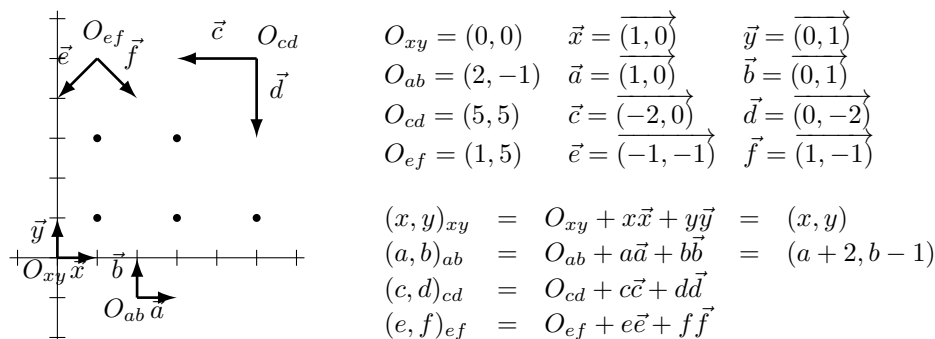 O_{ef} \vec{c} O_{cd}
\vec{e} \vec{f}
\vec{d}
\vec{y}
O_{xy} \vec{x} \vec{b}
O_{ab} \vec{a}
O_{xy} = (0, 0) \vec{x} = \overrightarrow{(1, 0)} \vec{y} = \overrightarrow{(0, 1)}
O_{ab} = (2, −1) \vec{a} = \overrightarrow{(1, 0)} \vec{b} = \overrightarrow{(0, 1)}
O_{cd} = (5, 5) \vec{c} = \overrightarrow{(−2, 0)} \vec{d} = \overrightarrow{(0, −2)}
O_{ef} = (1, 5) \vec{e} = \overrightarrow{(−1, −1)} \vec{f} = \overrightarrow{(1, −1)}
(x, y)_{xy} = O_{xy} + x\vec{x} + y\vec{y} = (x, y)
(a, b)_{ab} = O_{ab} + a\vec{a} + b\vec{b} = (a + 2, b − 1)
(c, d)_{cd} = O_{cd} + c\vec{c} + d\vec{d}
(e, f)_{ef} = O_{ef} + e\vec{e} + f\vec{f}